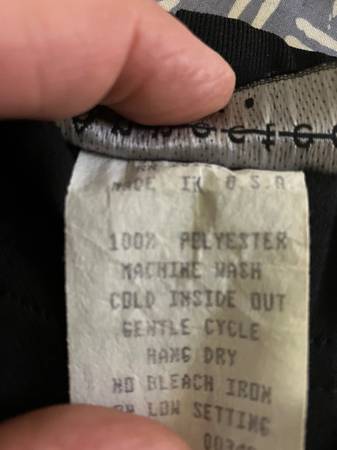 MADE IN U.S.A
100% POLYESTER
MACHINE WASH
COLD INSIDE OUT
GENTLE CYCLE
HANG DRY
NO BLEACH IRON
ON LOW SETTING